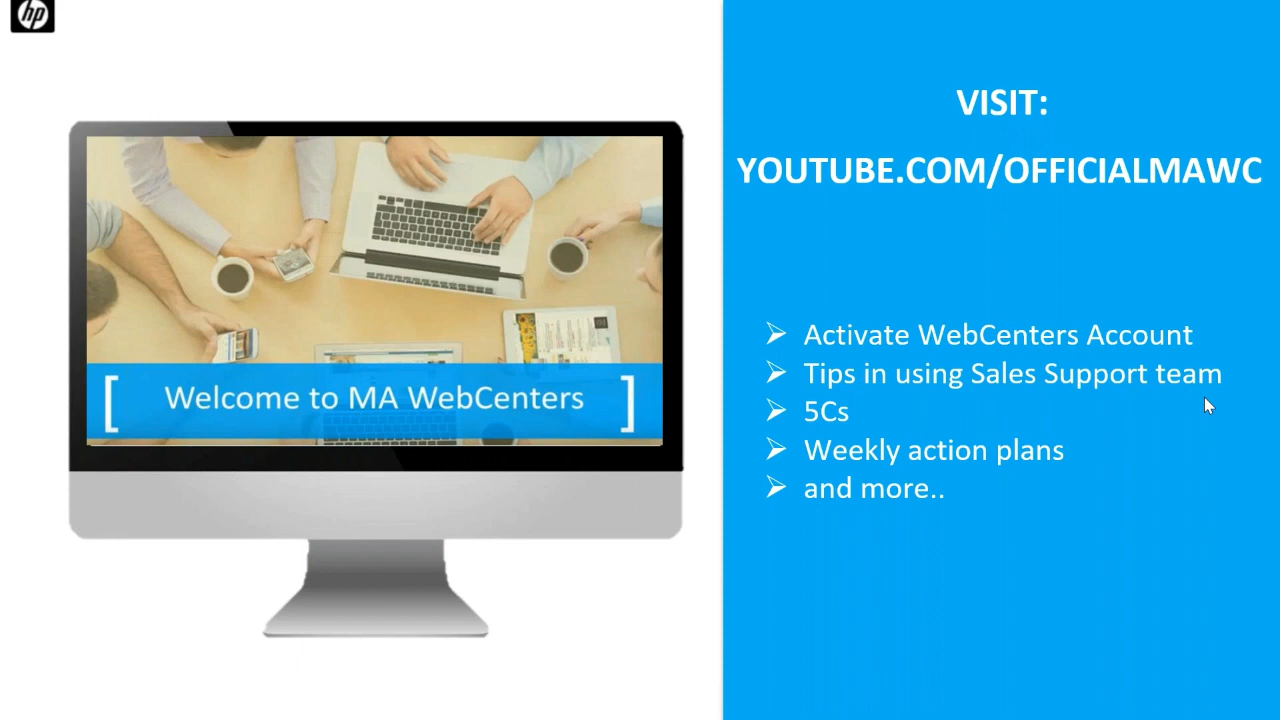 hp
Welcome to MA WebCenters
VISIT:
YOUTUBE.COM/OFFICIALMAWC
Activate WebCenters Account
Tips in using Sales Support team
5Cs
Weekly action plans
and more..